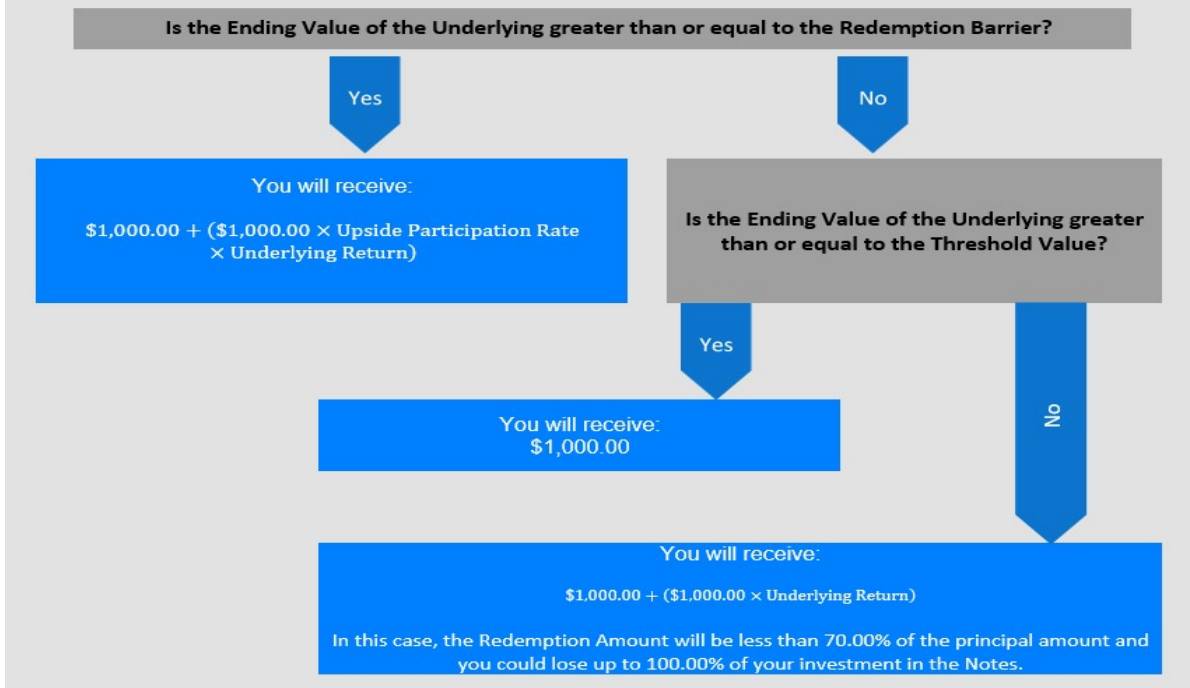 Is the Ending Value of the Underlying greater than or equal to the Redemption Barrier?
Yes
No
You will receive:
$1,000.00 + ($1,000.00 × Upside Participation Rate
× Underlying Return)
Is the Ending Value of the Underlying greater
than or equal to the Threshold Value?
Yes
No
You will receive:
$1,000.00
You will receive:
$1,000.00 + ($1,000.00 × Underlying Return)
In this case, the Redemption Amount will be less than 70.00% of the principal amount and
you could lose up to 100.00% of your investment in the Notes.